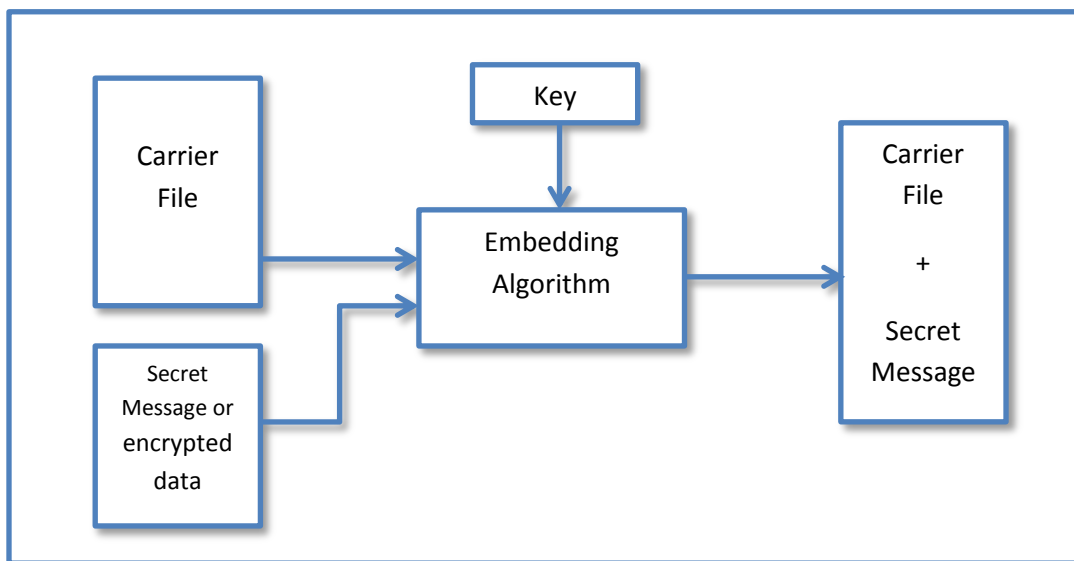 Carrier
File
Secret
Message or
encrypted
data
Key
Embedding
Algorithm
Carrier
File
+
Secret
Message